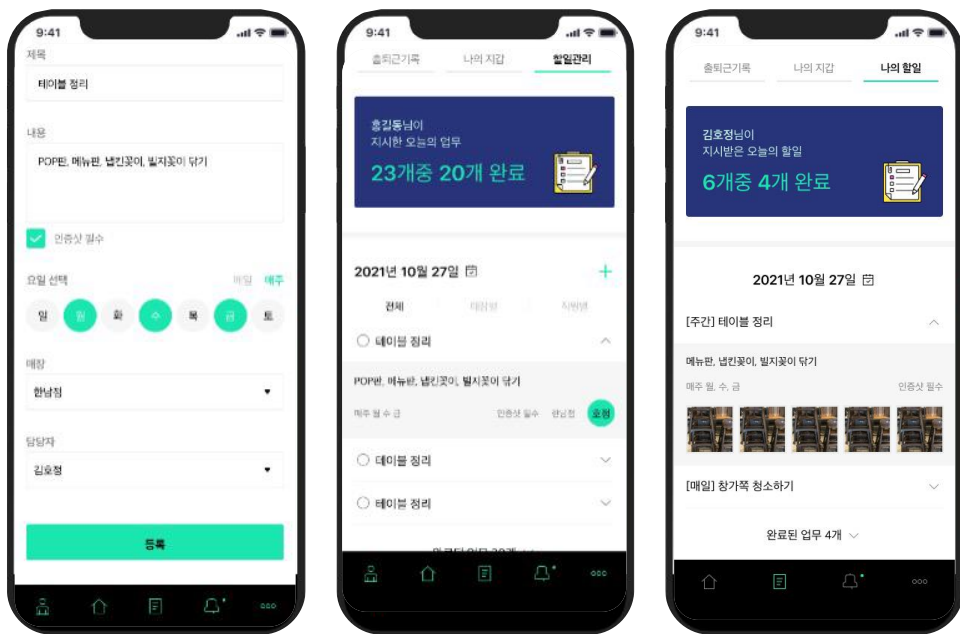 9:41
제목
테이블 정리
내용
POP판, 메뉴판, 냅킨꽂이, 빌지꽂이 닦기
인증샷 필수
요일 선택
매일 매주
일 월 화 수 목 금 토
매장
한남점
담당자
김호정
등록
9:41
출퇴근기록 나의 지갑 할일관리
홍길동님이
지시한 오늘의 업무
23개중 20개 완료
2021년 10월 27일
전체 매장별 직원별
테이블 정리
POP판, 메뉴판, 냅킨꽂이, 빌지꽂이 닦기
매주 월 수 금 인증샷 필수 한남점 호정
테이블 정리
테이블 정리
9:41
출퇴근기록 나의 지갑 나의 할일
김호정님이
지시받은 오늘의 할일
6개중 4개 완료
2021년 10월 27일
[주간] 테이블 정리
메뉴판, 냅킨꽂이, 빌지꽂이 닦기
매주 월, 수, 금 인증샷 필수
[매일] 창가쪽 청소하기
완료된 업무 4개